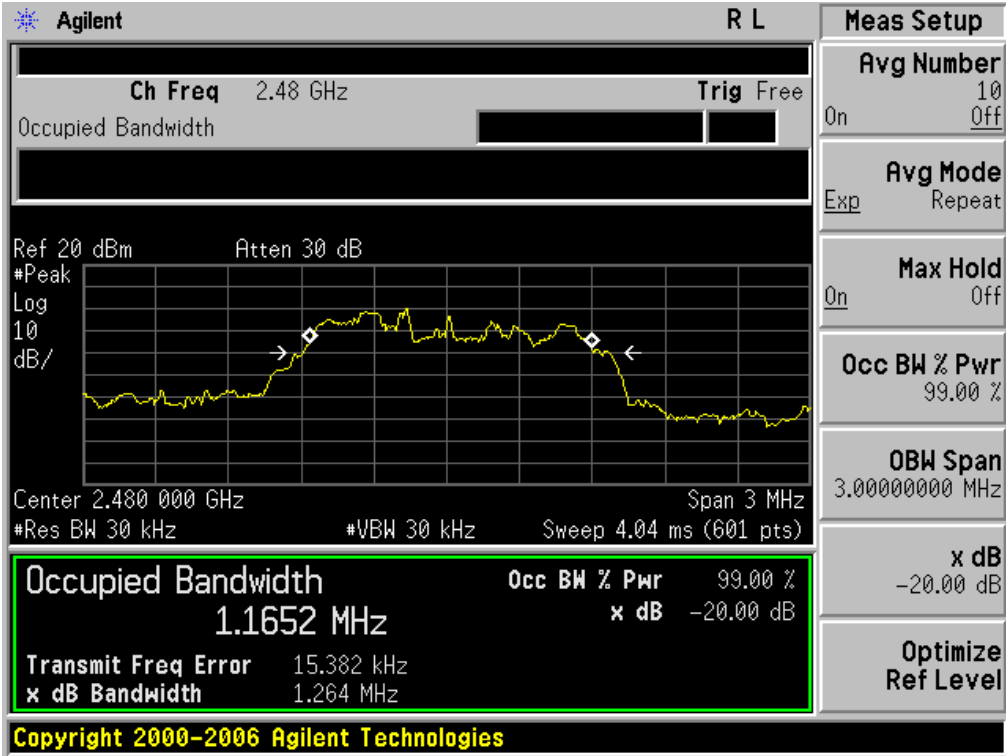 Agilent R L
Meas Setup
Ch Freq 2.48 GHz Trig Free
Occupied Bandwidth
Avg Number
10
On Off
Avg Mode
Exp Repeat
Max Hold
On Off
Occ BW % Pwr
99.00 %
OBW Span
3.00000000 MHz
x dB
-20.00 dB
Optimize
Ref Level
Ref 20 dBm Atten 30 dB
#Peak
Log
10
dB/
Center 2.480 000 GHz Span 3 MHz
#Res BW 30 kHz #VBW 30 kHz Sweep 4.04 ms (601 pts)
Occupied Bandwidth Occ BW % Pwr 99.00 %
1.1652 MHz x dB -20.00 dB
Transmit Freq Error 15.382 kHz
x dB Bandwidth 1.264 MHz
Copyright 2000-2006 Agilent Technologies